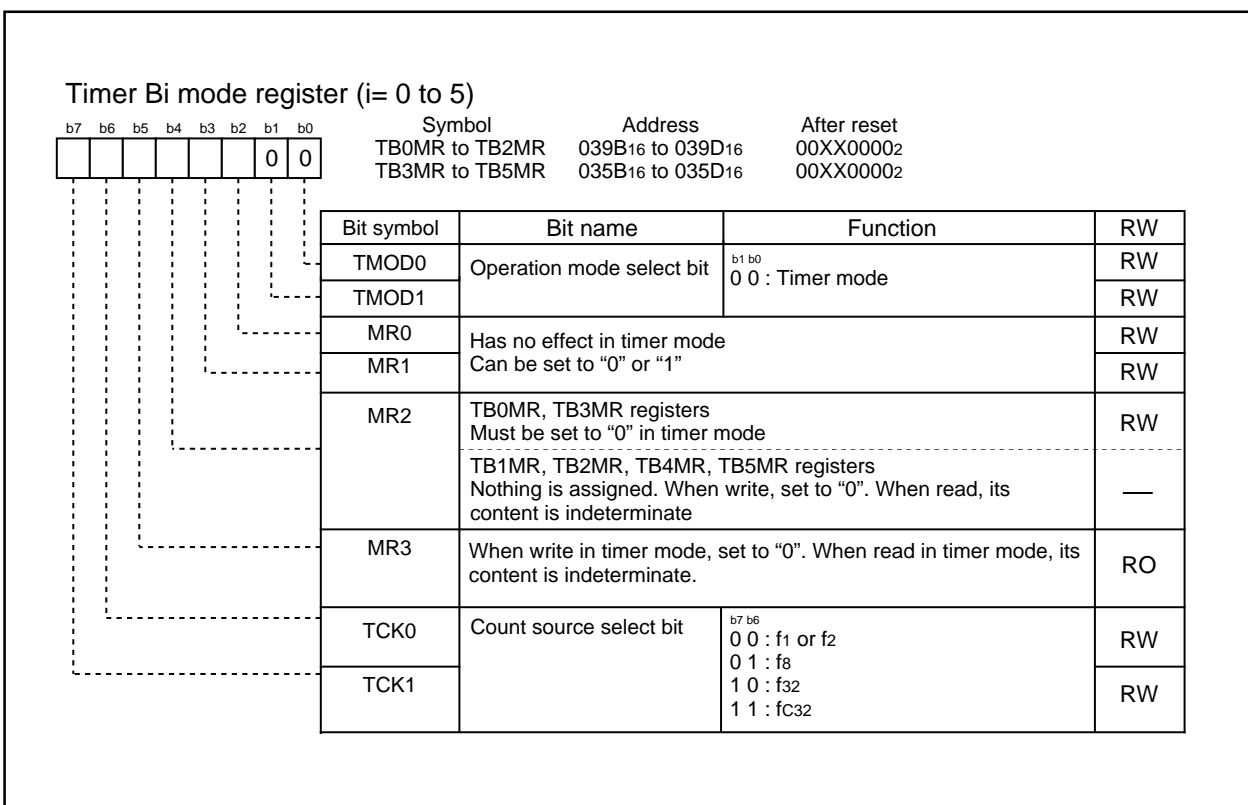 Timer Bi mode register (i= 0 to 5)
b7 b6 b5 b4 b3 b2 b1 b0
0 0
Symbol Address After reset
TB0MR to TB2MR 039B16 to 039D16 00XX00002
TB3MR to TB5MR 035B16 to 035D16 00XX00002
Bit symbol Bit name Function RW
TMOD0 Operation mode select bit b1 b0 RW
0 0 : Timer mode
TMOD1 RW
MR0 Has no effect in timer mode RW
MR1 Can be set to “0” or “1” RW
MR2 TB0MR, TB3MR registers RW
Must be set to “0” in timer mode
TB1MR, TB2MR, TB4MR, TB5MR registers
Nothing is assigned. When write, set to “0”. When read, its —
content is indeterminate
MR3 When write in timer mode, set to “0”. When read in timer mode, its RO
content is indeterminate.
TCK0 Count source select bit b7 b6 RW
0 0 : f1 or f2
0 1 : f8
TCK1 1 0 : f32 RW
1 1 : fC32